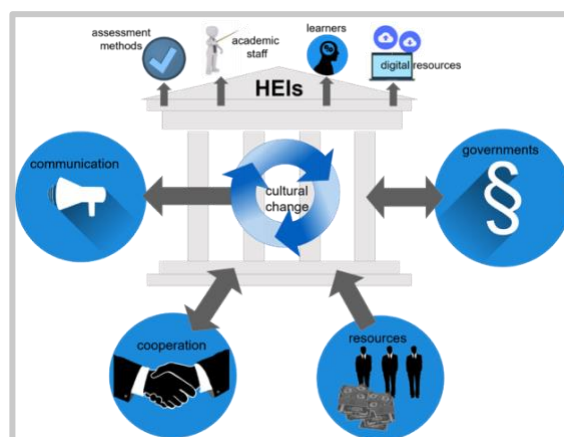 assessment
methods
academic
staff
learners
digital resources
HEIs
communication
governments
cultural
change
§
cooperation
resources